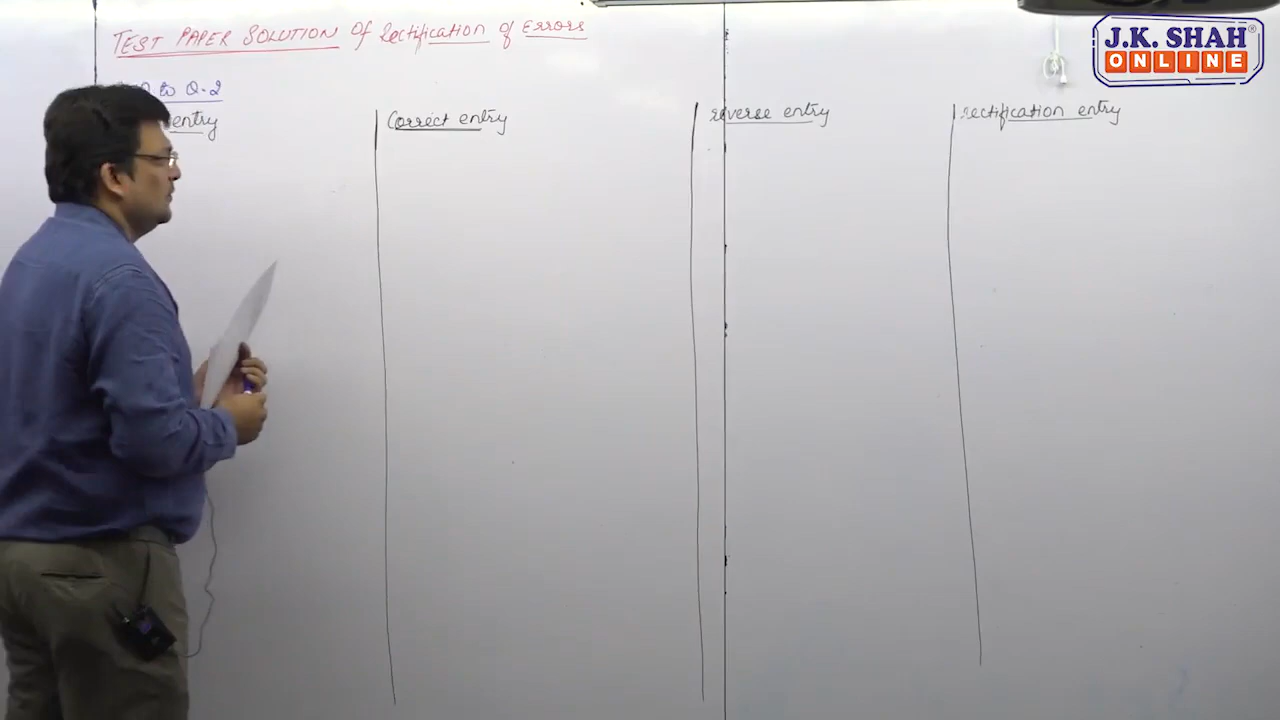 TEST PAPER SOLUTION Of Rectification of Errors
J.K. SHAH®
ONLINE
to Q-2
entry
Correct entry
reverse entry
rectification entry